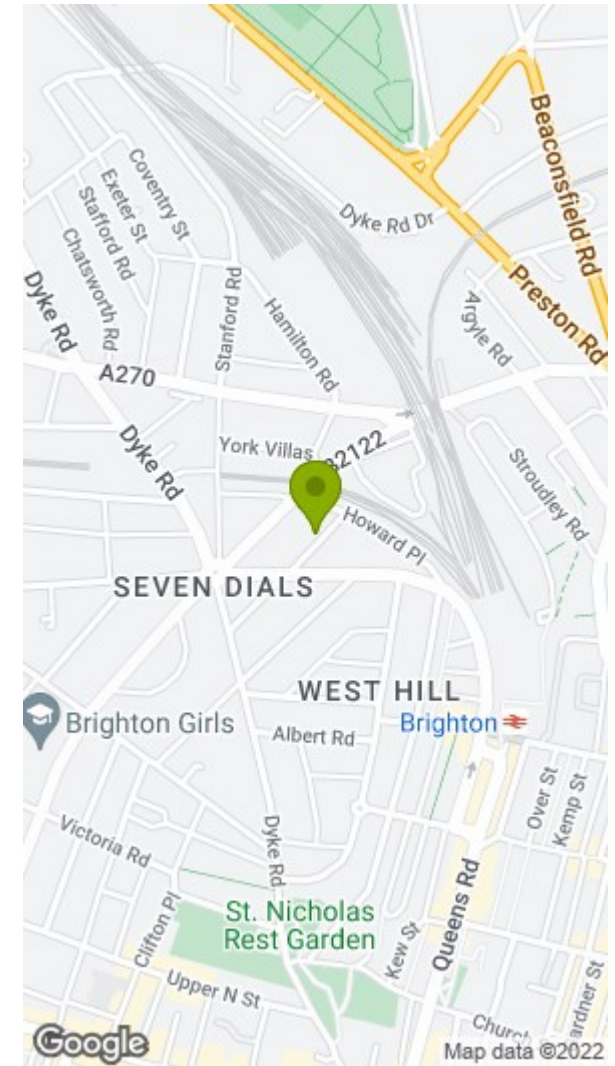 Beaconsfield Rd
Coventry St
Exeter St
Stafford Rd
Chatsworth Rd
Dyke Rd Dr
Preston Rd
Argyle Rd
Dyke Rd
Stanford Rd
Hamilton Rd
A270
Dyke Rd
York Villas
Stroudley Rd
Howard Pl
SEVEN DIALS
WEST HILL
Brighton Girls
Brighton
Albert Rd
Over St
Kemp St
Victoria Rd
Dyke Rd
Queens Rd
Clifton Pl
St. Nicholas
Rest Garden
Kew St
Upper N St
Google
Map data ©2022